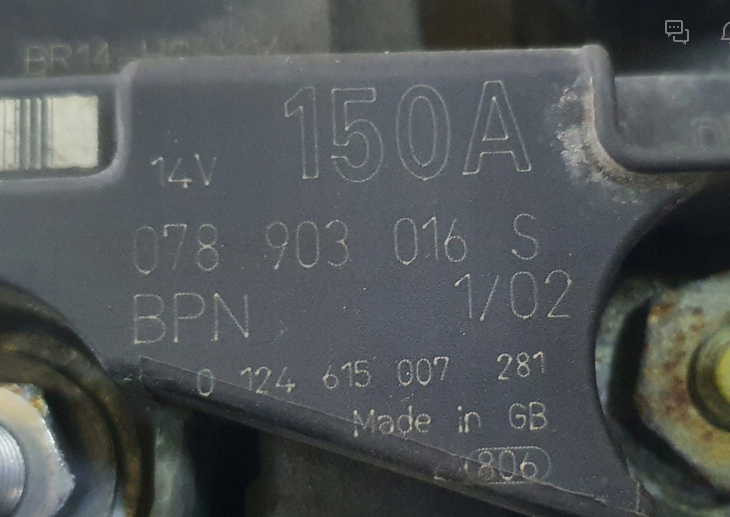 150A
14V
078 903 016 S
BPN 1/02
0 124 615 007 281
Made in GB
806